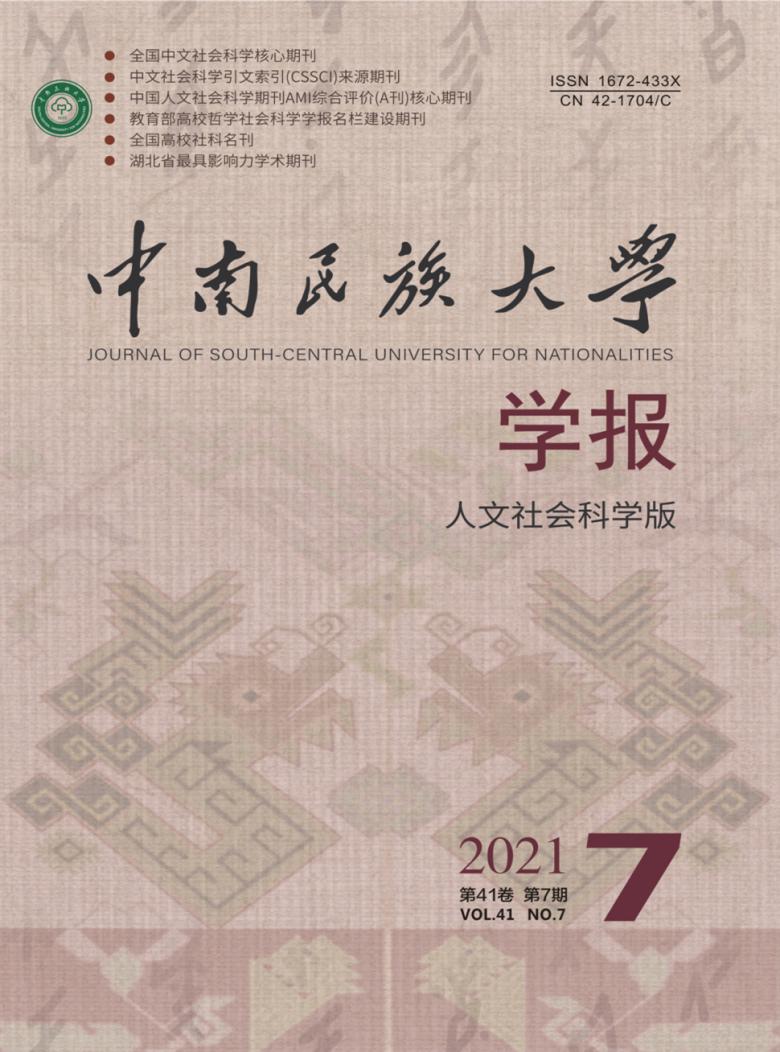 全国中文社会科学核心期刊
中文社会科学引文索引(CSSCI)来源期刊
中国人文社会科学期刊AMI综合评价(A刊)核心期刊
教育部高校哲学社会科学学报名栏建设期刊
全国高校社科名刊
湖北省最具影响力学术期刊
ISSN 1672-433X
CN 42-1704/C
中南民族大學
JOURNAL OF SOUTH-CENTRAL UNIVERSITY FOR NATIONALITIES
学报
人文社会科学版
2021 7
第41卷 第7期
VOL.41 NO.7